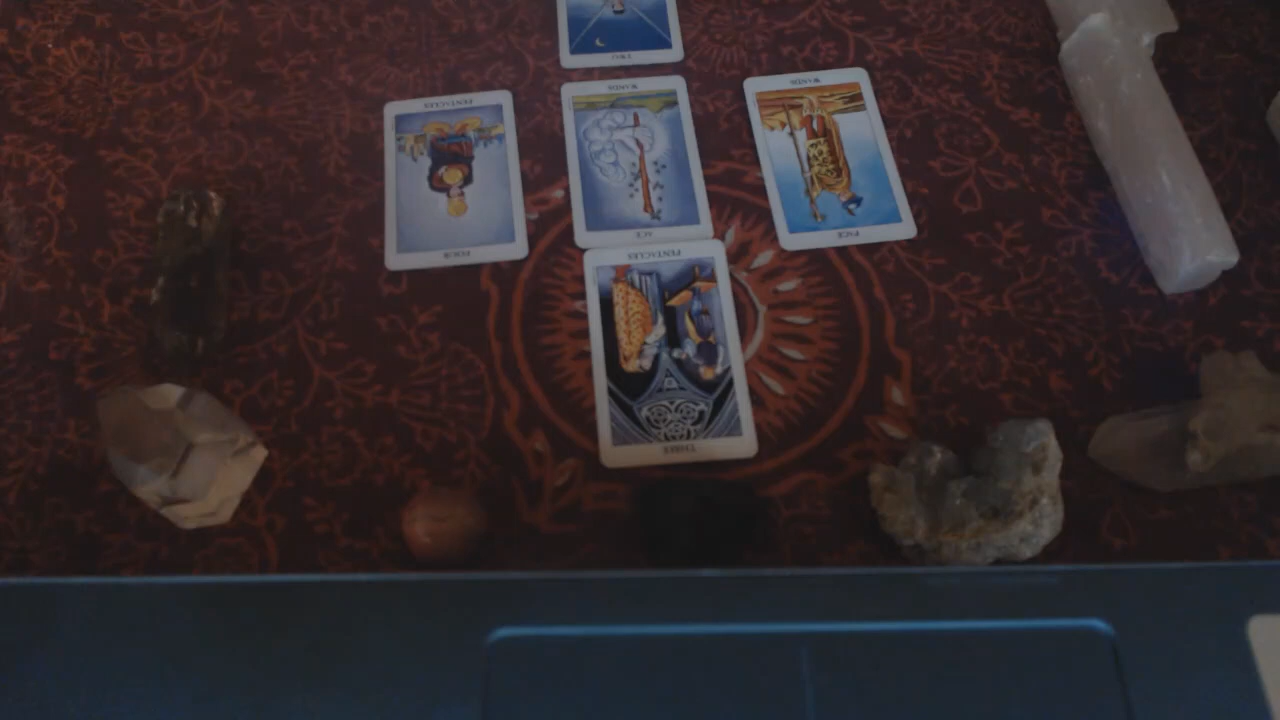 TWO
PENTACLES
FOUR
WANDS
ACE
WANDS
PAGE
PENTACLES
THREE